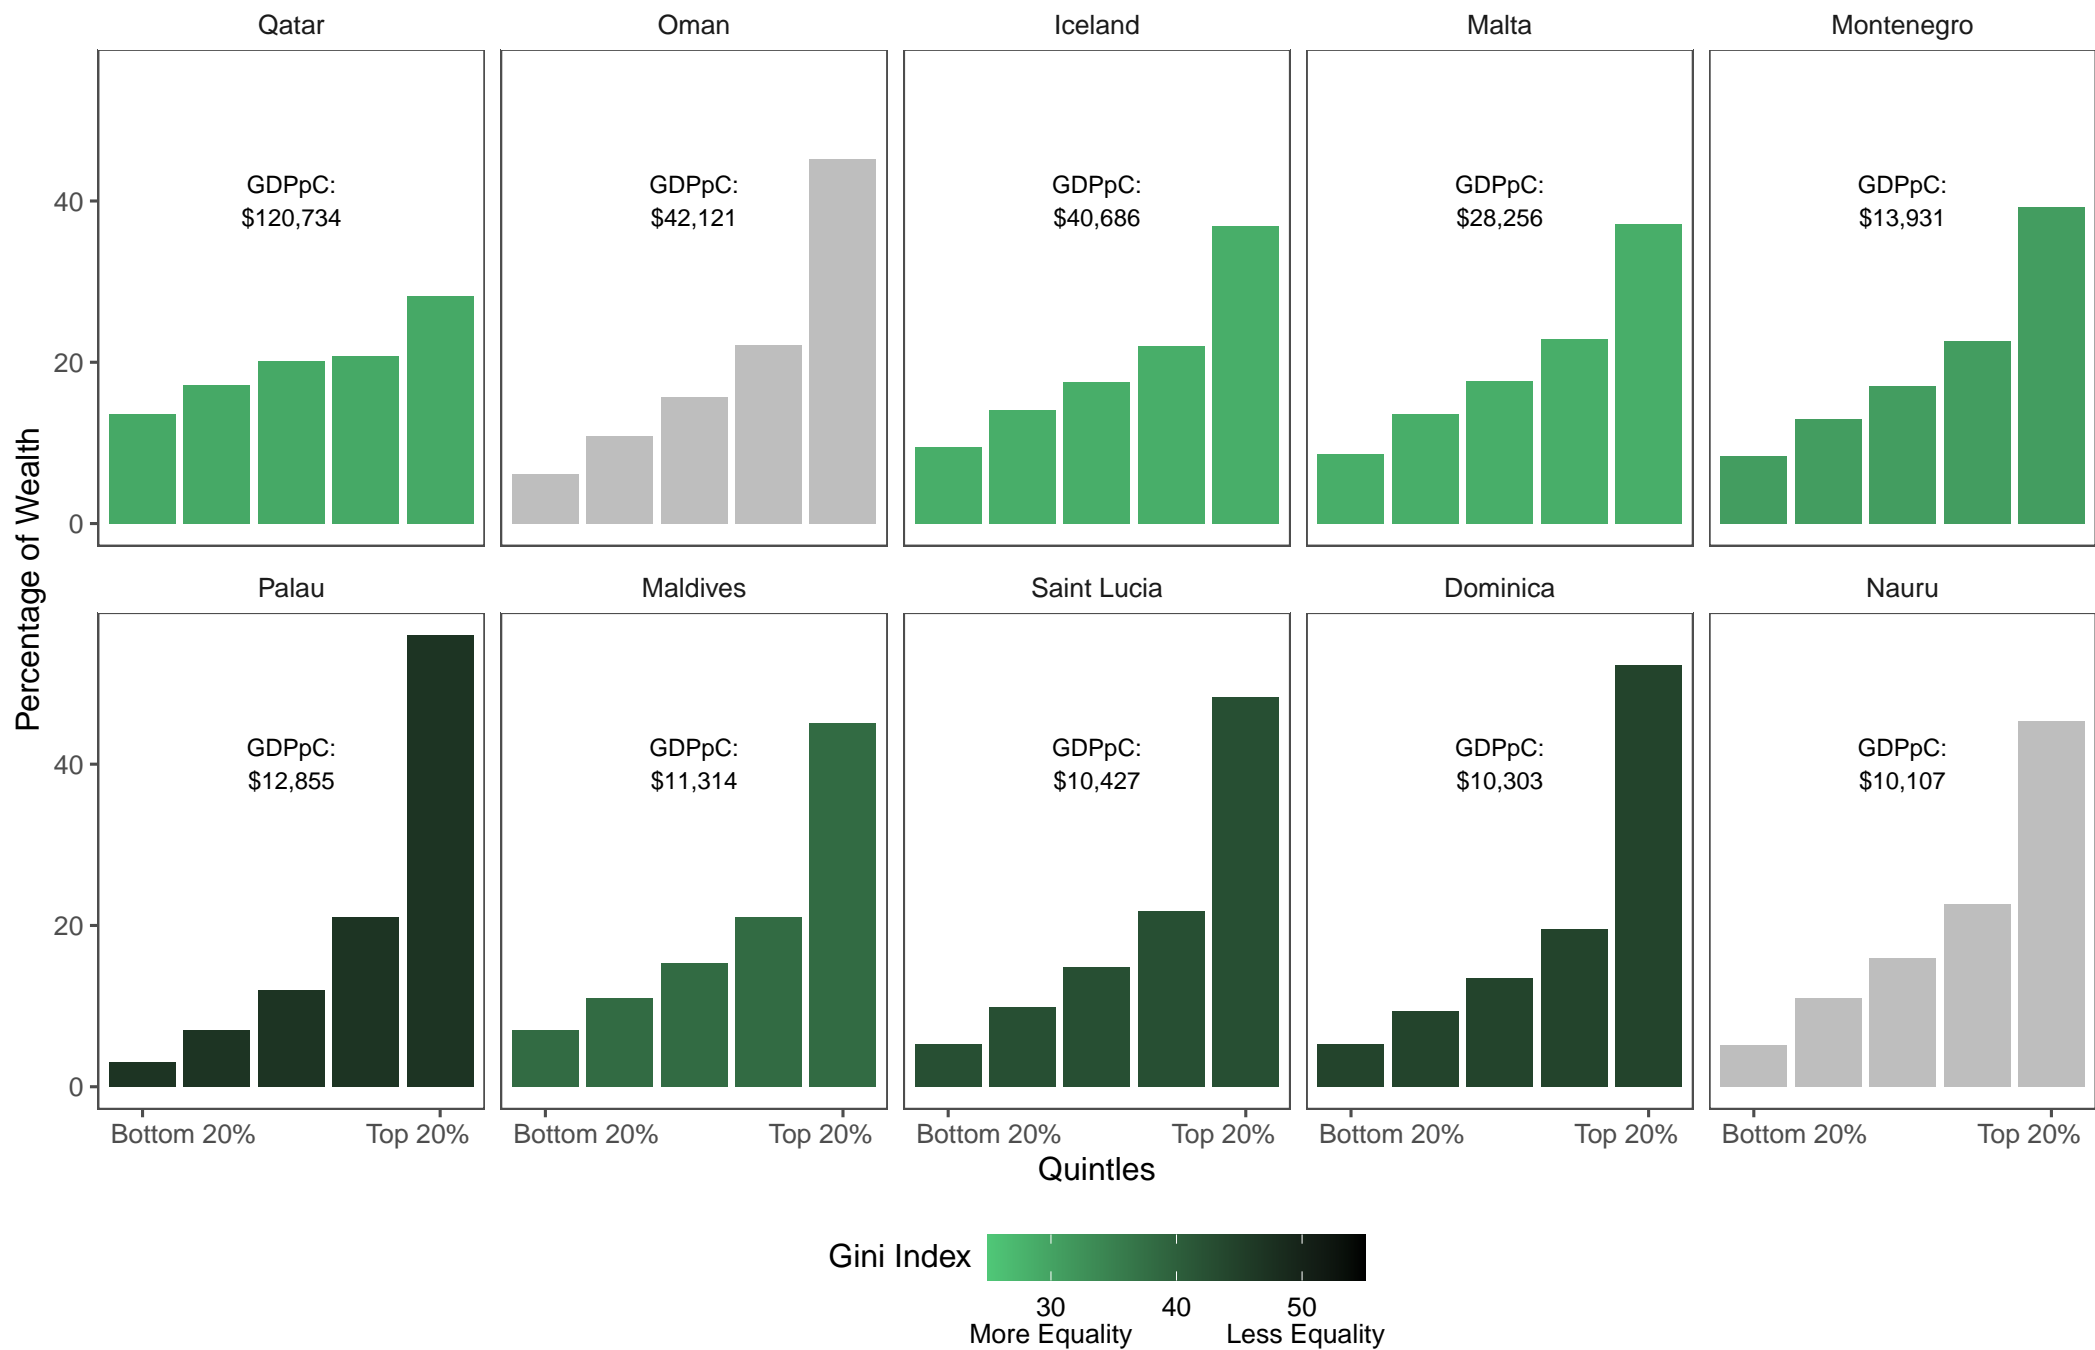 Qatar
Oman
Iceland
Malta
Montenegro
GDPpC:
$120,734
GDPpC:
$42,121
GDPpC:
$40,686
GDPpC:
$28,256
GDPpC:
$13,931
40
20
0
Percentage of Wealth
Palau
Maldives
Saint Lucia
Dominica
Nauru
GDPpC:
$12,855
GDPpC:
$11,314
GDPpC:
$10,427
GDPpC:
$10,303
GDPpC:
$10,107
40
20
0
Bottom 20% Top 20%
Bottom 20% Top 20%
Bottom 20% Top 20%
Bottom 20% Top 20%
Bottom 20% Top 20%
Quintles
Gini Index
30 40 50
More Equality Less Equality